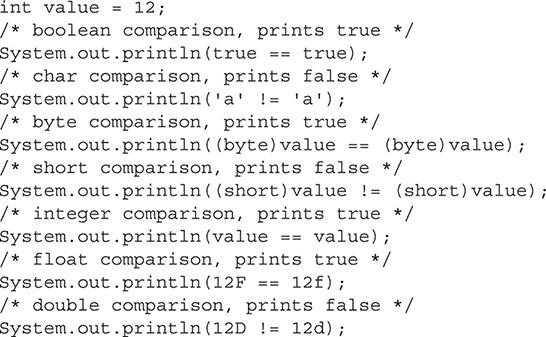 int value = 12;
/* boolean comparison, prints true */
System.out.println(true == true);
/* char comparison, prints false */
System.out.println('a' != 'a');
/* byte comparison, prints true */
System.out.println((byte)value == (byte)value);
/* short comparison, prints false */
System.out.println((short)value != (short)value);
/* integer comparison, prints true */
System.out.println(value == value);
/* float comparison, prints true */
System.out.println(12F == 12f);
/* double comparison, prints false */
System.out.println(12D != 12d);